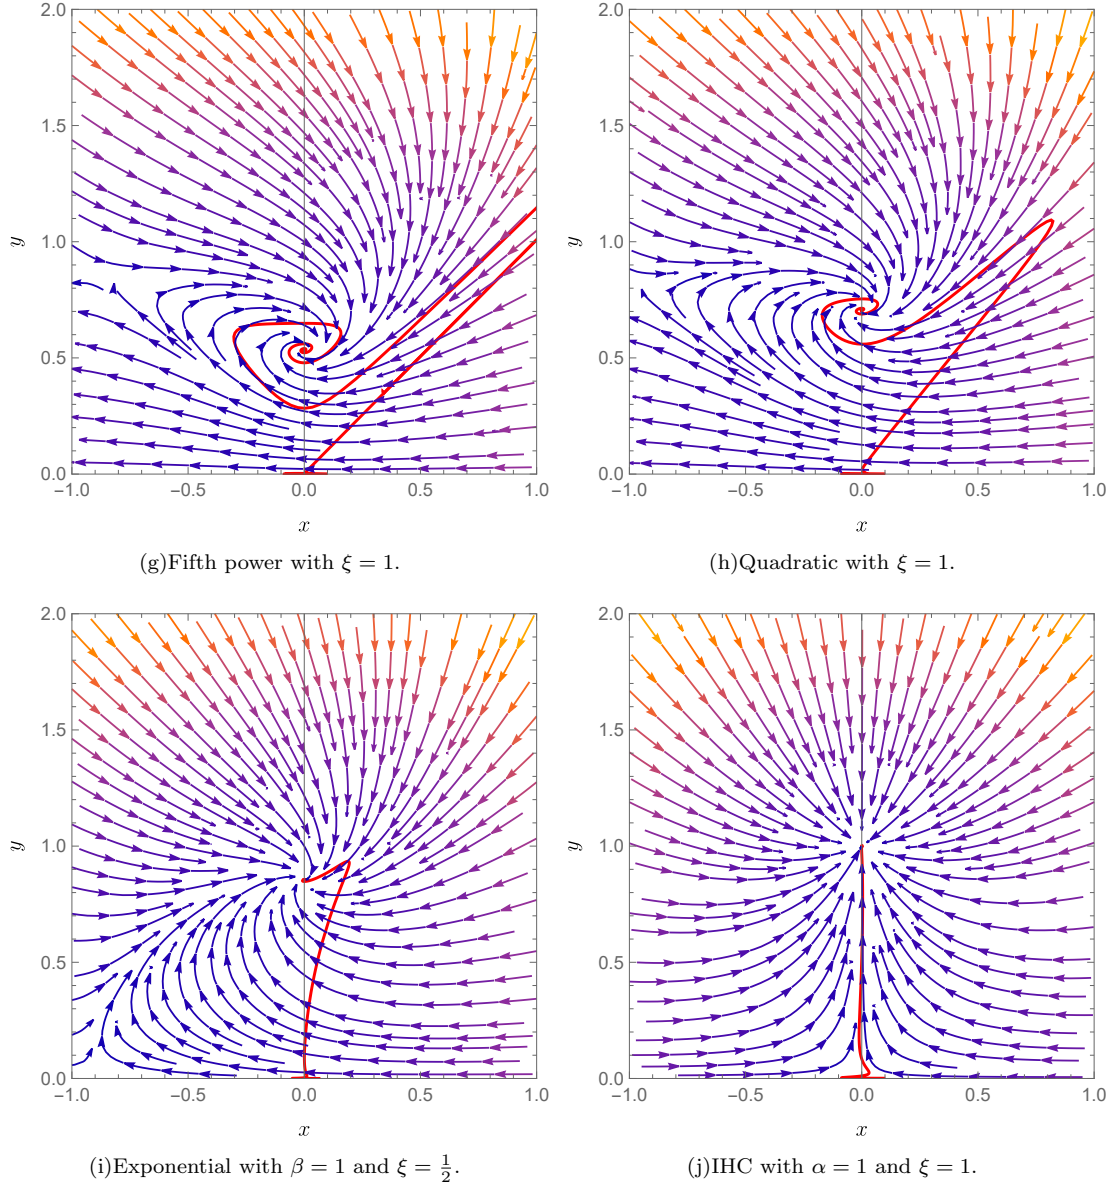 2.0 2.0
1.5 1.5
y 1.0 y 1.0
0.5 0.5
0.0 0.0
−1.0 −0.5 0.0 0.5 1.0 −1.0 −0.5 0.0 0.5 1.0
x x
(g)Fifth power with ξ = 1. (h)Quadratic with ξ = 1.
2.0 2.0
1.5 1.5
y 1.0 y 1.0
0.5 0.5
0.0 0.0
−1.0 −0.5 0.0 0.5 1.0 −1.0 −0.5 0.0 0.5 1.0
x x
(i)Exponential with β = 1 and ξ = 1/2. (j)IHC with α = 1 and ξ = 1.